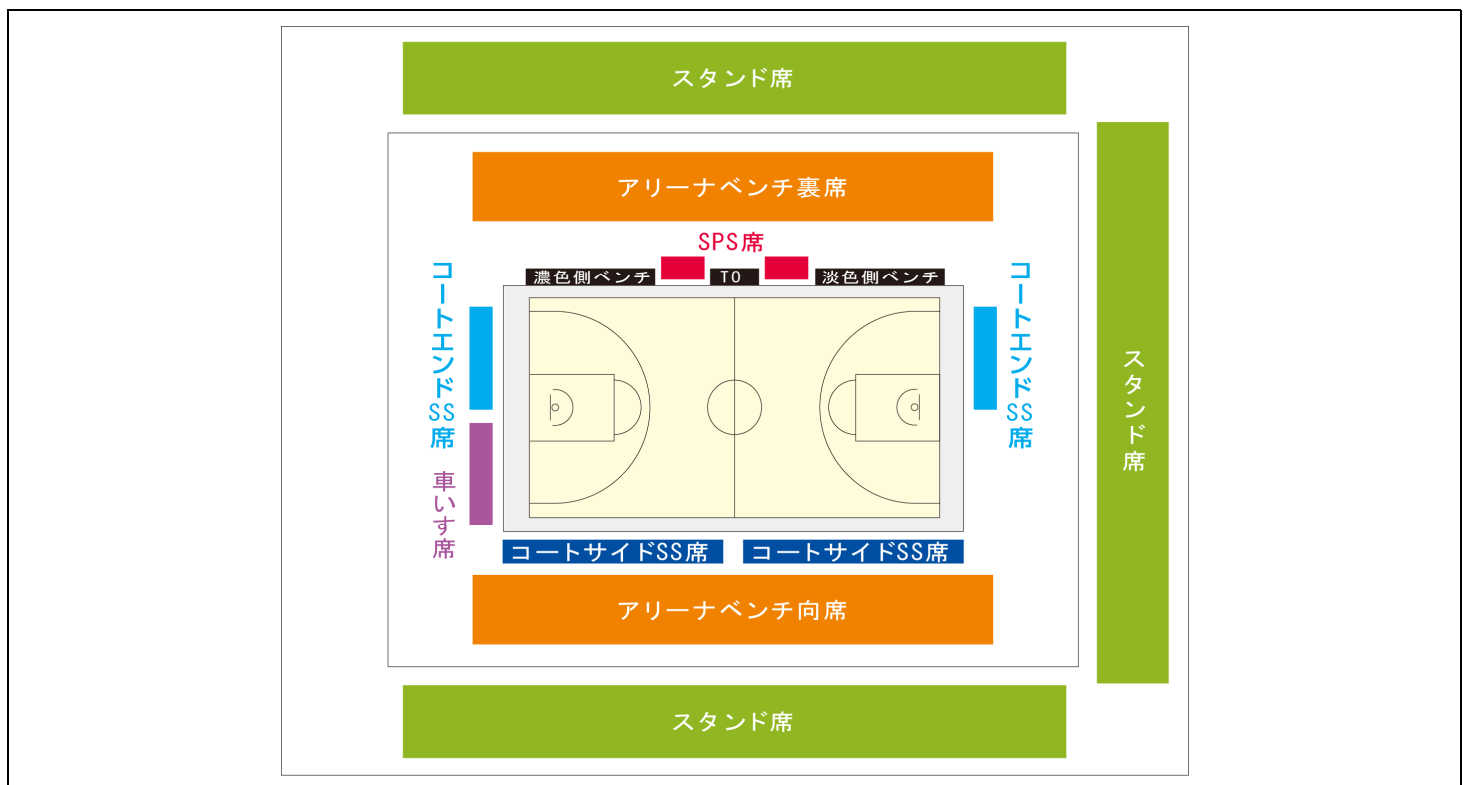 スタンド席
アリーナベンチ裏席
SPS席
濃色側ベンチ
TO
淡色側ベンチ
コートエンドSS席
コートエンドSS席
スタンド席
車いす席
コートサイドSS席
コートサイドSS席
アリーナベンチ向席
スタンド席